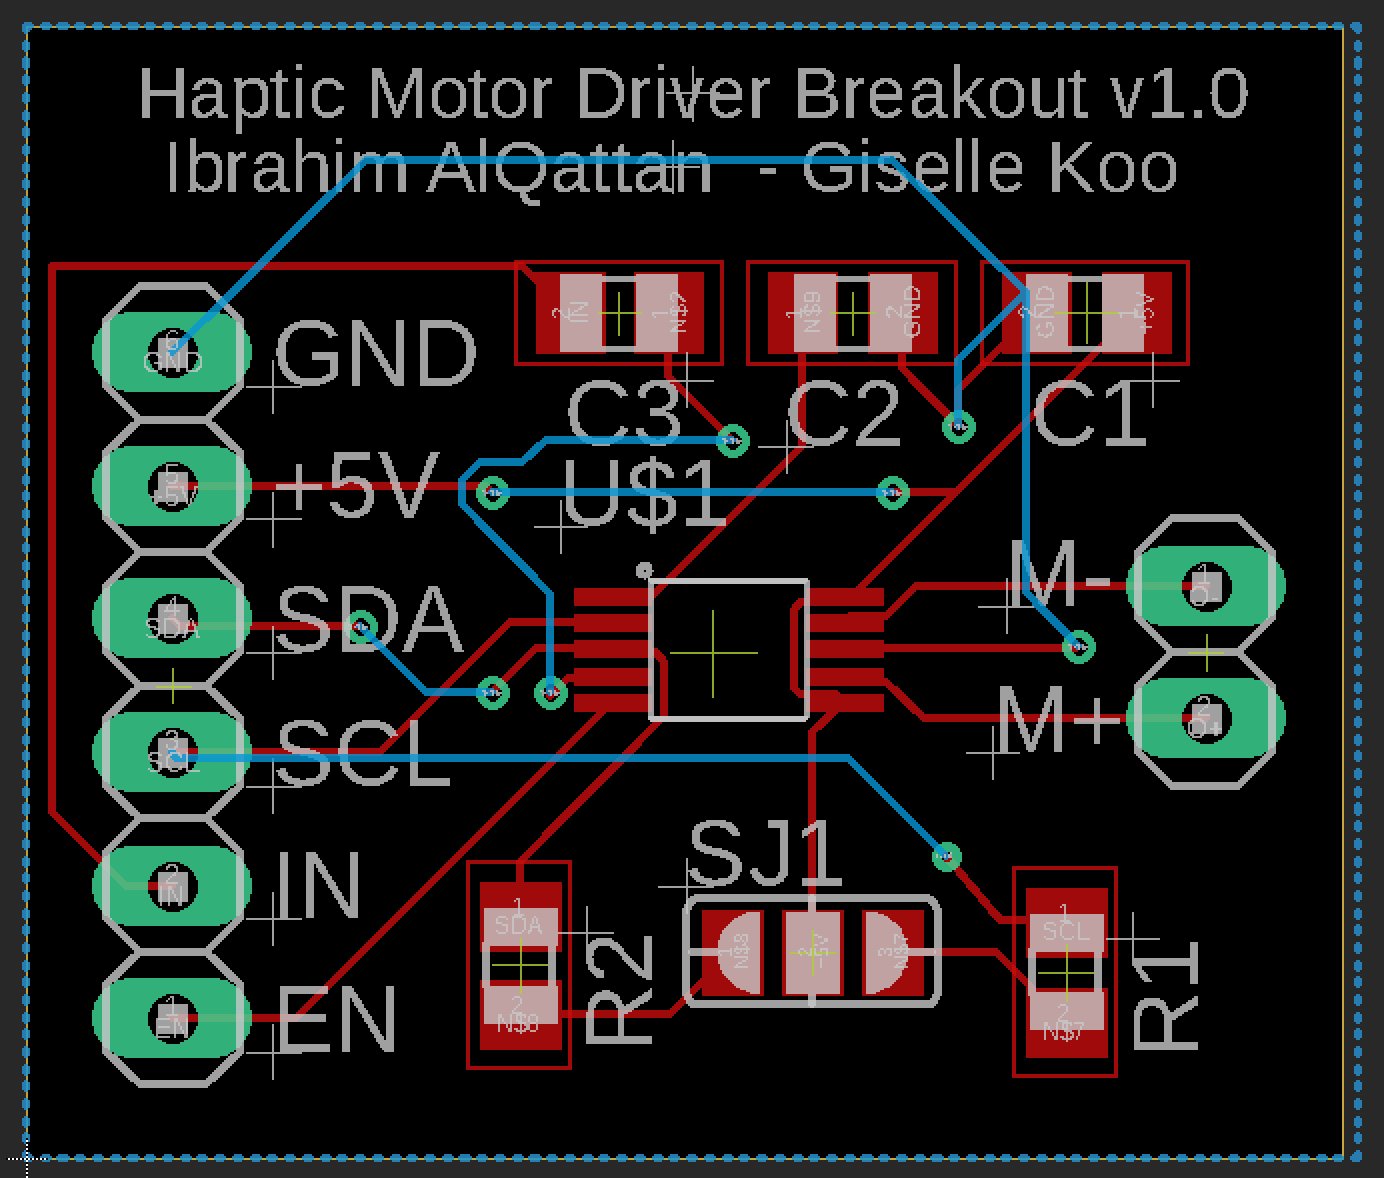 Haptic Motor Driver Breakout v1.0
Ibrahim AlQattan - Giselle Koo
2 IN 1 N$2
1 N$9 2 GND
2 GND 1 +5V
6 GND
GND
C3 C2 C1
5 +5V
+5V
U$1
M-
1 O-
4 SDA
SDA
M+
2 O+
3 SCL
SCL
SJ1
2 IN
IN
1 SDA
2 N$8
R2
1 N$8
2 +5V
3 N$7
1 SCL
2 N$7
R1
1 EN
EN